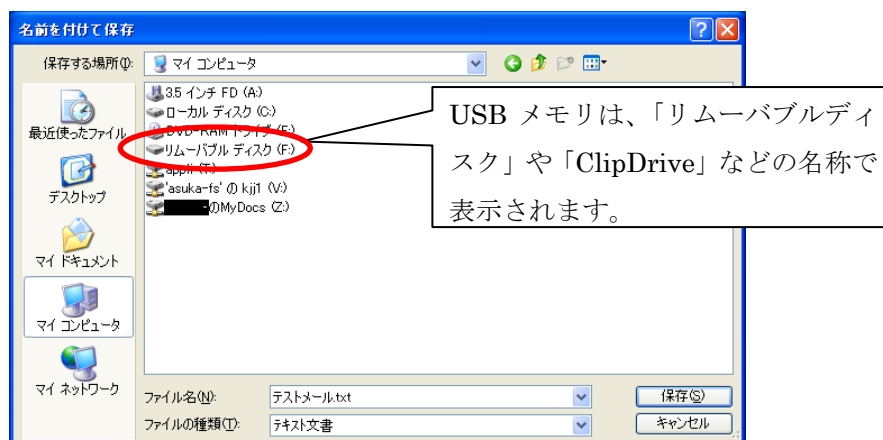 名前を付けて保存
保存する場所(I):
マイ コンピュータ
3.5 インチ FD (A:)
ローカル ディスク (C:)
DVD-RAM ドライブ (E:)
リムーバブル ディスク (F:)
appli (T:)
'asuka-fs' の kjj1 (V:)
のMyDocs (Z:)
最近使ったファイル
デスクトップ
マイ ドキュメント
マイ コンピュータ
マイ ネットワーク
USB メモリは、「リムーバブルディ
スク」や「ClipDrive」などの名称で
表示されます。
ファイル名(N):
テストメール.txt
保存(S)
ファイルの種類(T):
テキスト文書
キャンセル